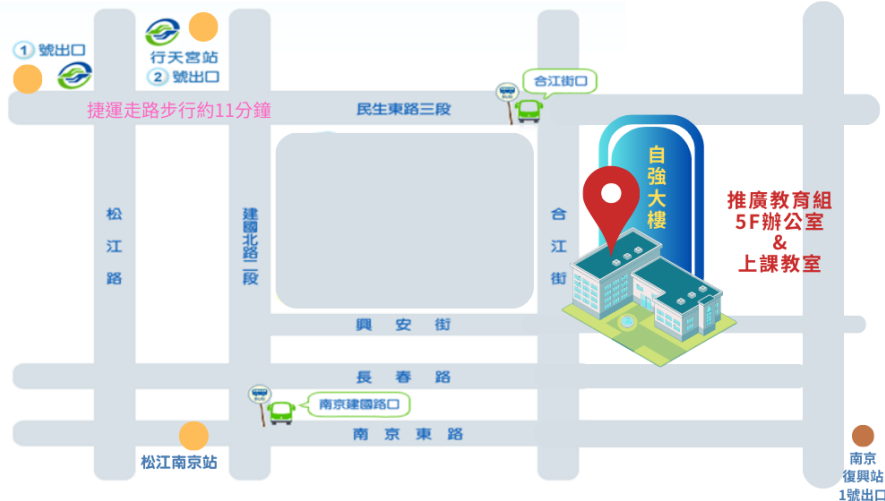 1 號出口
行天宮站
2 號出口
合江街口
捷運走路步行約11分鐘
民生東路三段
自強大樓
推廣教育組
5F辦公室
&
上課教室
松江路
建國北路二段
合江街
興安街
長春路
南京建國路口
南京東路
松江南京站
南京
復興站
1號出口